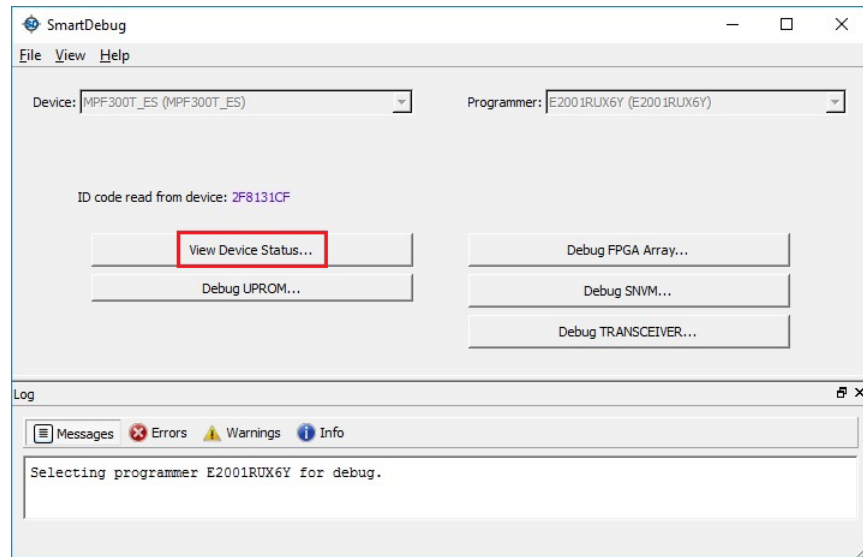 SmartDebug
File View Help
Device: MPF300T_ES (MPF300T_ES) Programmer: E2001RUX6Y (E2001RUX6Y)
ID code read from device: 2F8131CF
View Device Status... Debug FPGA Array...
Debug UPROM... Debug SNVM...
Debug TRANSCEIVER...
Log
Messages Errors Warnings Info
Selecting programmer E2001RUX6Y for debug.